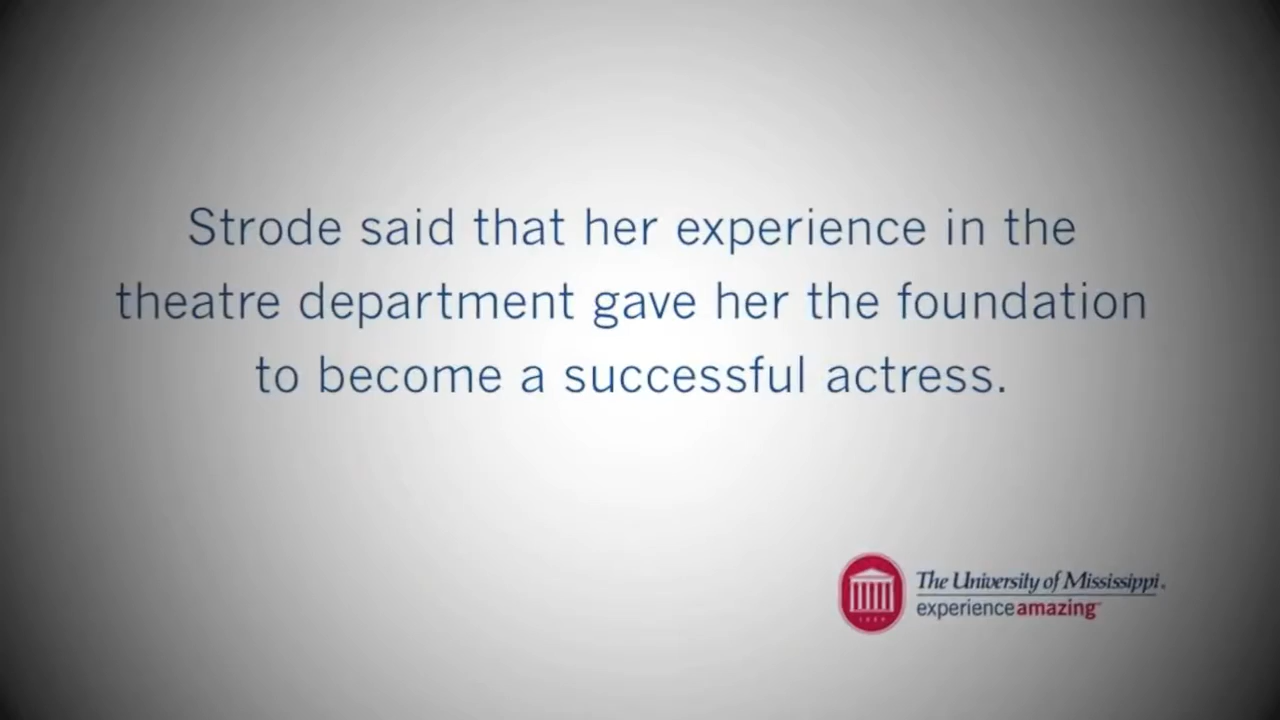 Strode said that her experience in the
theatre department gave her the foundation
to become a successful actress.
The University of Mississippi.
experienceamazing™